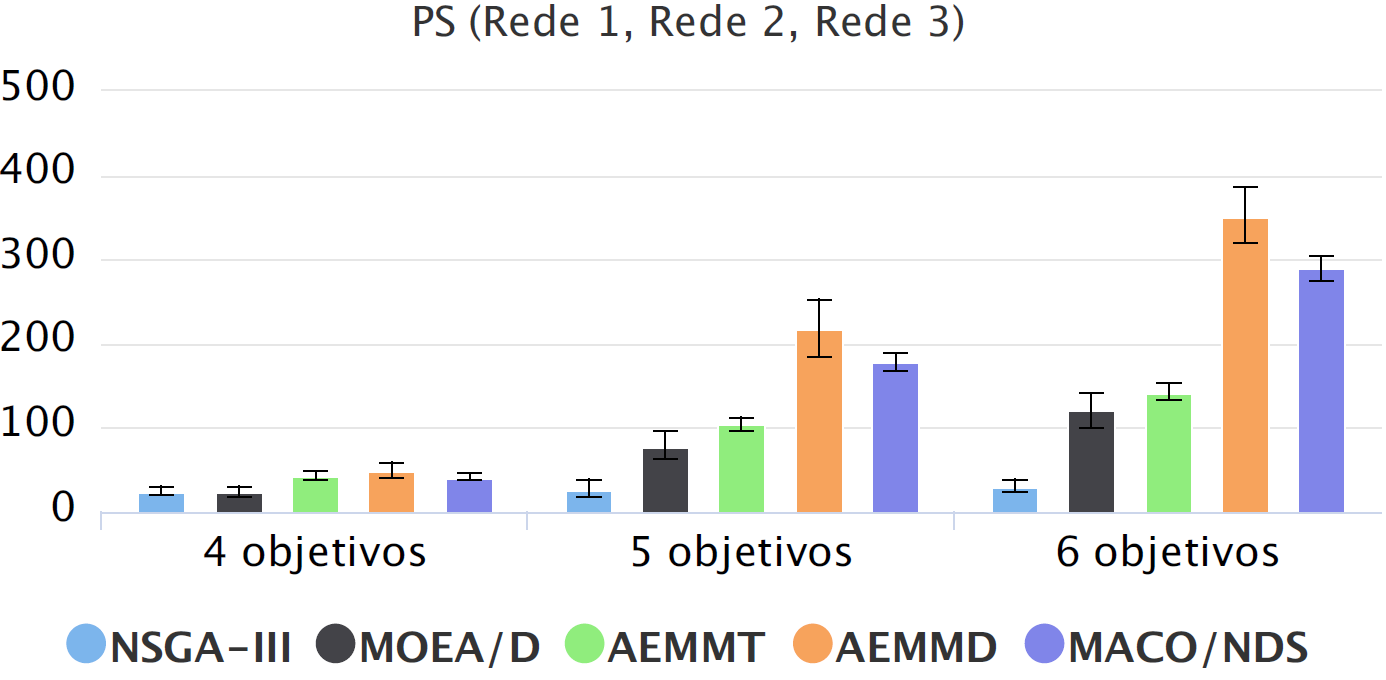 PS (Rede 1, Rede 2, Rede 3)
500
400
300
200
100
0
4 objetivos 5 objetivos 6 objetivos
NSGA-III MOEA/D AEMMT AEMMD MACO/NDS